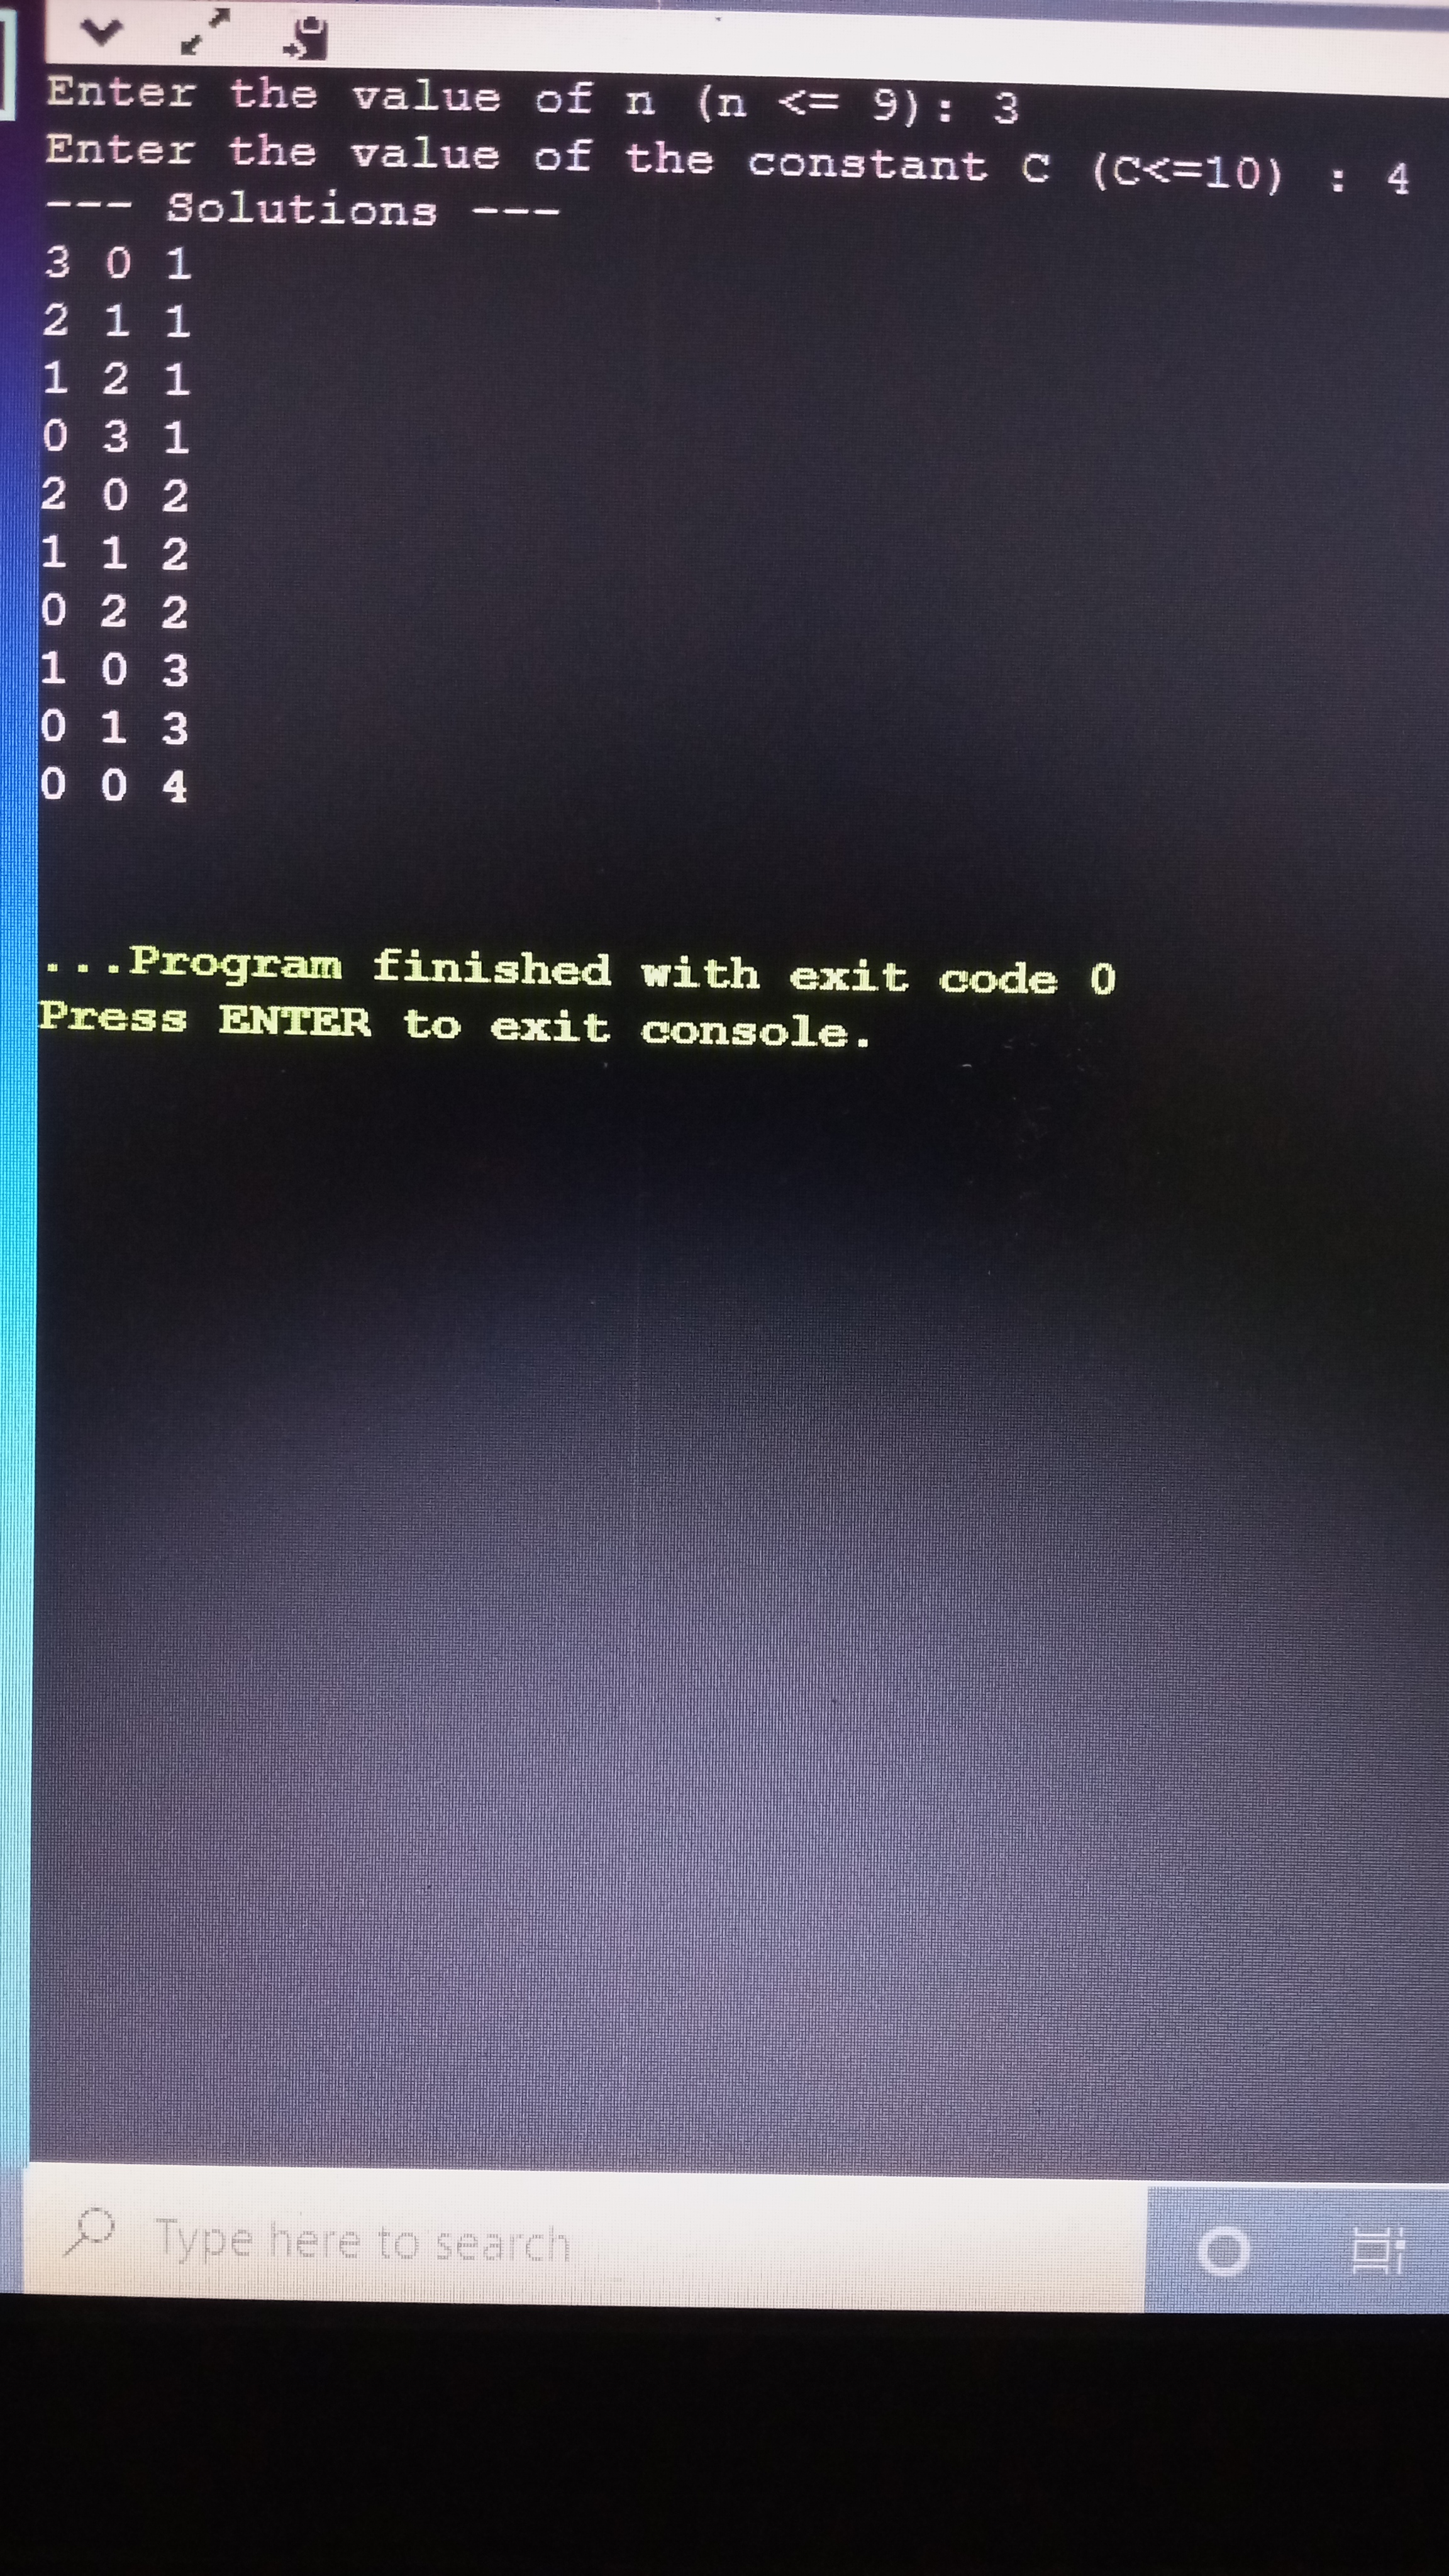 Enter the value of n (n <= 9): 3
Enter the value of the constant C (C<=10) : 4
--- Solutions ---
3 0 1
2 1 1
1 2 1
0 3 1
2 0 2
1 1 2
0 2 2
1 0 3
0 1 3
0 0 4
...Program finished with exit code 0
Press ENTER to exit console.
Type here to search